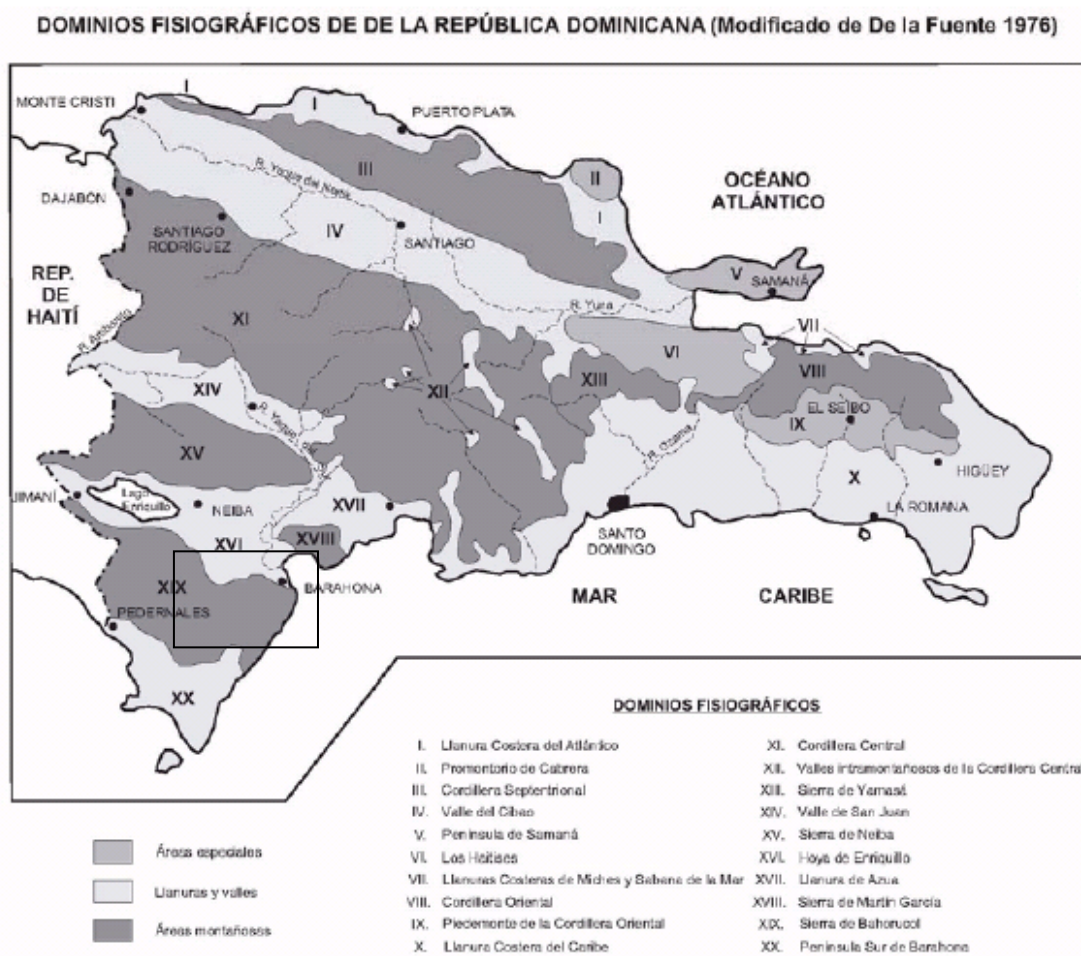 DOMINIOS FISIOGRÁFICOS DE DE LA REPÚBLICA DOMINICANA (Modificado de De la Fuente 1976)
MONTE CRISTI
I
I
PUERTO PLATA
R. Yaque del Norte
III
II
DAJABÓN
OCÉANO
ATLÁNTICO
SANTIAGO
RODRÍGUEZ
IV
SANTIAGO
I
REP.
DE
HAITÍ
V
SAMANÁ
R. Yuna
XI
R. Artibonito
VII
VI
VIII
XIV
XII
XIII
EL SEIBO
IX
R. Yaque del
R. Ozama
XV
HIGÜEY
X
JIMANÍ
Lago
Enriquillo
NEIBA
XVII
LA ROMANA
SANTO
DOMINGO
XVI
XVIII
XIX
BARAHONA
MAR CARIBE
PEDERNALES
XX
DOMINIOS FISIOGRÁFICOS
I. Llanura Costera del Atlántico
II. Promontorio de Cabrera
III. Cordillera Septentrional
IV. Valle del Cibao
V. Península de Samaná
VI. Los Haitises
VII. Llanuras Costeras de Miches y Sabana de la Mar
VIII. Cordillera Oriental
IX. Piedemonte de la Cordillera Oriental
X. Llanura Costera del Caribe
XI. Cordillera Central
XII. Valles intramontañosos de la Cordillera Central
XIII. Sierra de Yamasá
XIV. Valle de San Juan
XV. Sierra de Neiba
XVI. Hoya de Enriquillo
XVII. Llanura de Azua
XVIII. Sierra de Martín García
XIX. Sierra de Bahoruco
XX. Península Sur de Barahona
Áreas especiales
Llanuras y valles
Áreas montañosas